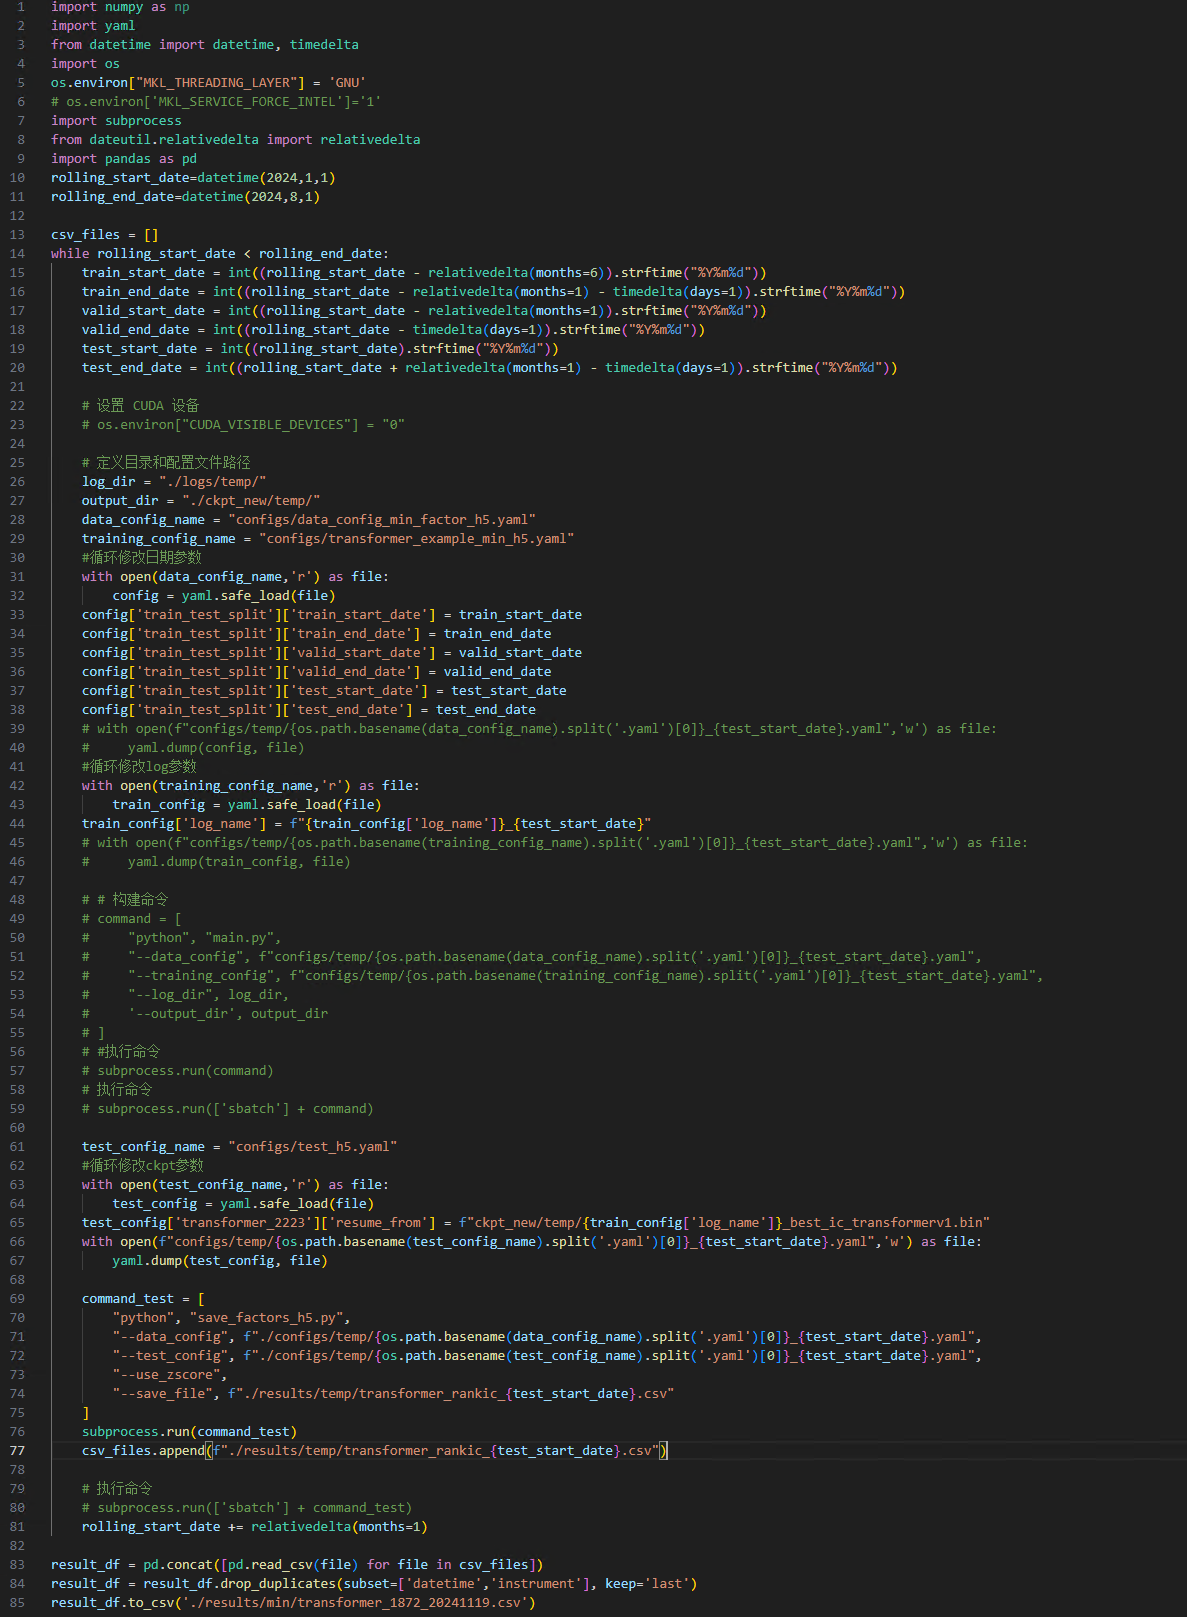 1 import numpy as np
2 import yaml
3 from datetime import datetime, timedelta
4 import os
5 os.environ["MKL_THREADING_LAYER"] = 'GNU'
6 # os.environ['MKL_SERVICE_FORCE_INTEL']='1'
7 import subprocess
8 from dateutil.relativedelta import relativedelta
9 import pandas as pd
10 rolling_start_date=datetime(2024,1,1)
11 rolling_end_date=datetime(2024,8,1)
12
13 csv_files = []
14 while rolling_start_date < rolling_end_date:
15     train_start_date = int((rolling_start_date - relativedelta(months=6)).strftime("%Y%m%d"))
16     train_end_date = int((rolling_start_date - relativedelta(months=1) - timedelta(days=1)).strftime("%Y%m%d"))
17     valid_start_date = int((rolling_start_date - relativedelta(months=1)).strftime("%Y%m%d"))
18     valid_end_date = int((rolling_start_date - timedelta(days=1)).strftime("%Y%m%d"))
19     test_start_date = int((rolling_start_date).strftime("%Y%m%d"))
20     test_end_date = int((rolling_start_date + relativedelta(months=1) - timedelta(days=1)).strftime("%Y%m%d"))
21
22     # 设置 CUDA 设备
23     # os.environ["CUDA_VISIBLE_DEVICES"] = "0"
24
25     # 定义目录和配置文件路径
26     log_dir = "./logs/temp/"
27     output_dir = "./ckpt_new/temp/"
28     data_config_name = "configs/data_config_min_factor_h5.yaml"
29     training_config_name = "configs/transformer_example_min_h5.yaml"
30     #循环修改日期参数
31     with open(data_config_name,'r') as file:
32         config = yaml.safe_load(file)
33     config['train_test_split']['train_start_date'] = train_start_date
34     config['train_test_split']['train_end_date'] = train_end_date
35     config['train_test_split']['valid_start_date'] = valid_start_date
36     config['train_test_split']['valid_end_date'] = valid_end_date
37     config['train_test_split']['test_start_date'] = test_start_date
38     config['train_test_split']['test_end_date'] = test_end_date
39     # with open(f"configs/temp/{os.path.basename(data_config_name).split('.yaml')[0]}_{test_start_date}.yaml",'w') as file:
40     #     yaml.dump(config, file)
41     #循环修改log参数
42     with open(training_config_name,'r') as file:
43         train_config = yaml.safe_load(file)
44     train_config['log_name'] = f"{train_config['log_name']}_{test_start_date}"
45     # with open(f"configs/temp/{os.path.basename(training_config_name).split('.yaml')[0]}_{test_start_date}.yaml",'w') as file:
46     #     yaml.dump(train_config, file)
47
48     # # 构建命令
49     # command = [
50     #     "python", "main.py",
51     #     "--data_config", f"configs/temp/{os.path.basename(data_config_name).split('.yaml')[0]}_{test_start_date}.yaml",
52     #     "--training_config", f"configs/temp/{os.path.basename(training_config_name).split('.yaml')[0]}_{test_start_date}.yaml",
53     #     "--log_dir", log_dir,
54     #     '--output_dir', output_dir
55     # ]
56     # #执行命令
57     # subprocess.run(command)
58     # 执行命令
59     # subprocess.run(['sbatch'] + command)
60
61     test_config_name = "configs/test_h5.yaml"
62     #循环修改ckpt参数
63     with open(test_config_name,'r') as file:
64         test_config = yaml.safe_load(file)
65     test_config['transformer_2223']['resume_from'] = f"ckpt_new/temp/{train_config['log_name']}_best_ic_transformerv1.bin"
66     with open(f"configs/temp/{os.path.basename(test_config_name).split('.yaml')[0]}_{test_start_date}.yaml",'w') as file:
67         yaml.dump(test_config, file)
68
69     command_test = [
70         "python", "save_factors_h5.py",
71         "--data_config", f"./configs/temp/{os.path.basename(data_config_name).split('.yaml')[0]}_{test_start_date}.yaml",
72         "--test_config", f"./configs/temp/{os.path.basename(test_config_name).split('.yaml')[0]}_{test_start_date}.yaml",
73         "--use_zscore",
74         "--save_file", f"./results/temp/transformer_rankic_{test_start_date}.csv"
75     ]
76     subprocess.run(command_test)
77     csv_files.append(f"./results/temp/transformer_rankic_{test_start_date}.csv")
78
79     # 执行命令
80     # subprocess.run(['sbatch'] + command_test)
81     rolling_start_date += relativedelta(months=1)
82
83 result_df = pd.concat([pd.read_csv(file) for file in csv_files])
84 result_df = result_df.drop_duplicates(subset=['datetime','instrument'], keep='last')
85 result_df.to_csv('./results/min/transformer_1872_20241119.csv')